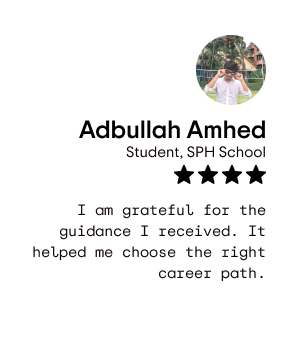 Adbullah Amhed
Student, SPH School
★★★★
I am grateful for the
guidance I received. It
helped me choose the right
career path.